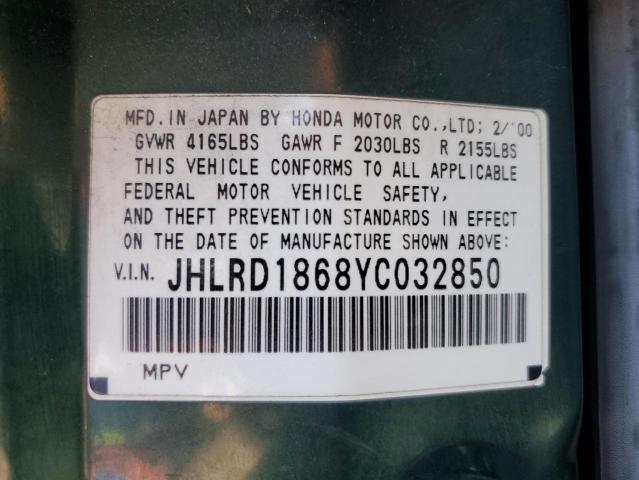 MFD. IN JAPAN BY HONDA MOTOR CO.,LTD; 2/'00
GVWR 4165LBS GAWR F 2030LBS R 2155LBS
THIS VEHICLE CONFORMS TO ALL APPLICABLE
FEDERAL MOTOR VEHICLE SAFETY,
AND THEFT PREVENTION STANDARDS IN EFFECT
ON THE DATE OF MANUFACTURE SHOWN ABOVE:
V.I.N. JHLRD1868YC032850
MPV